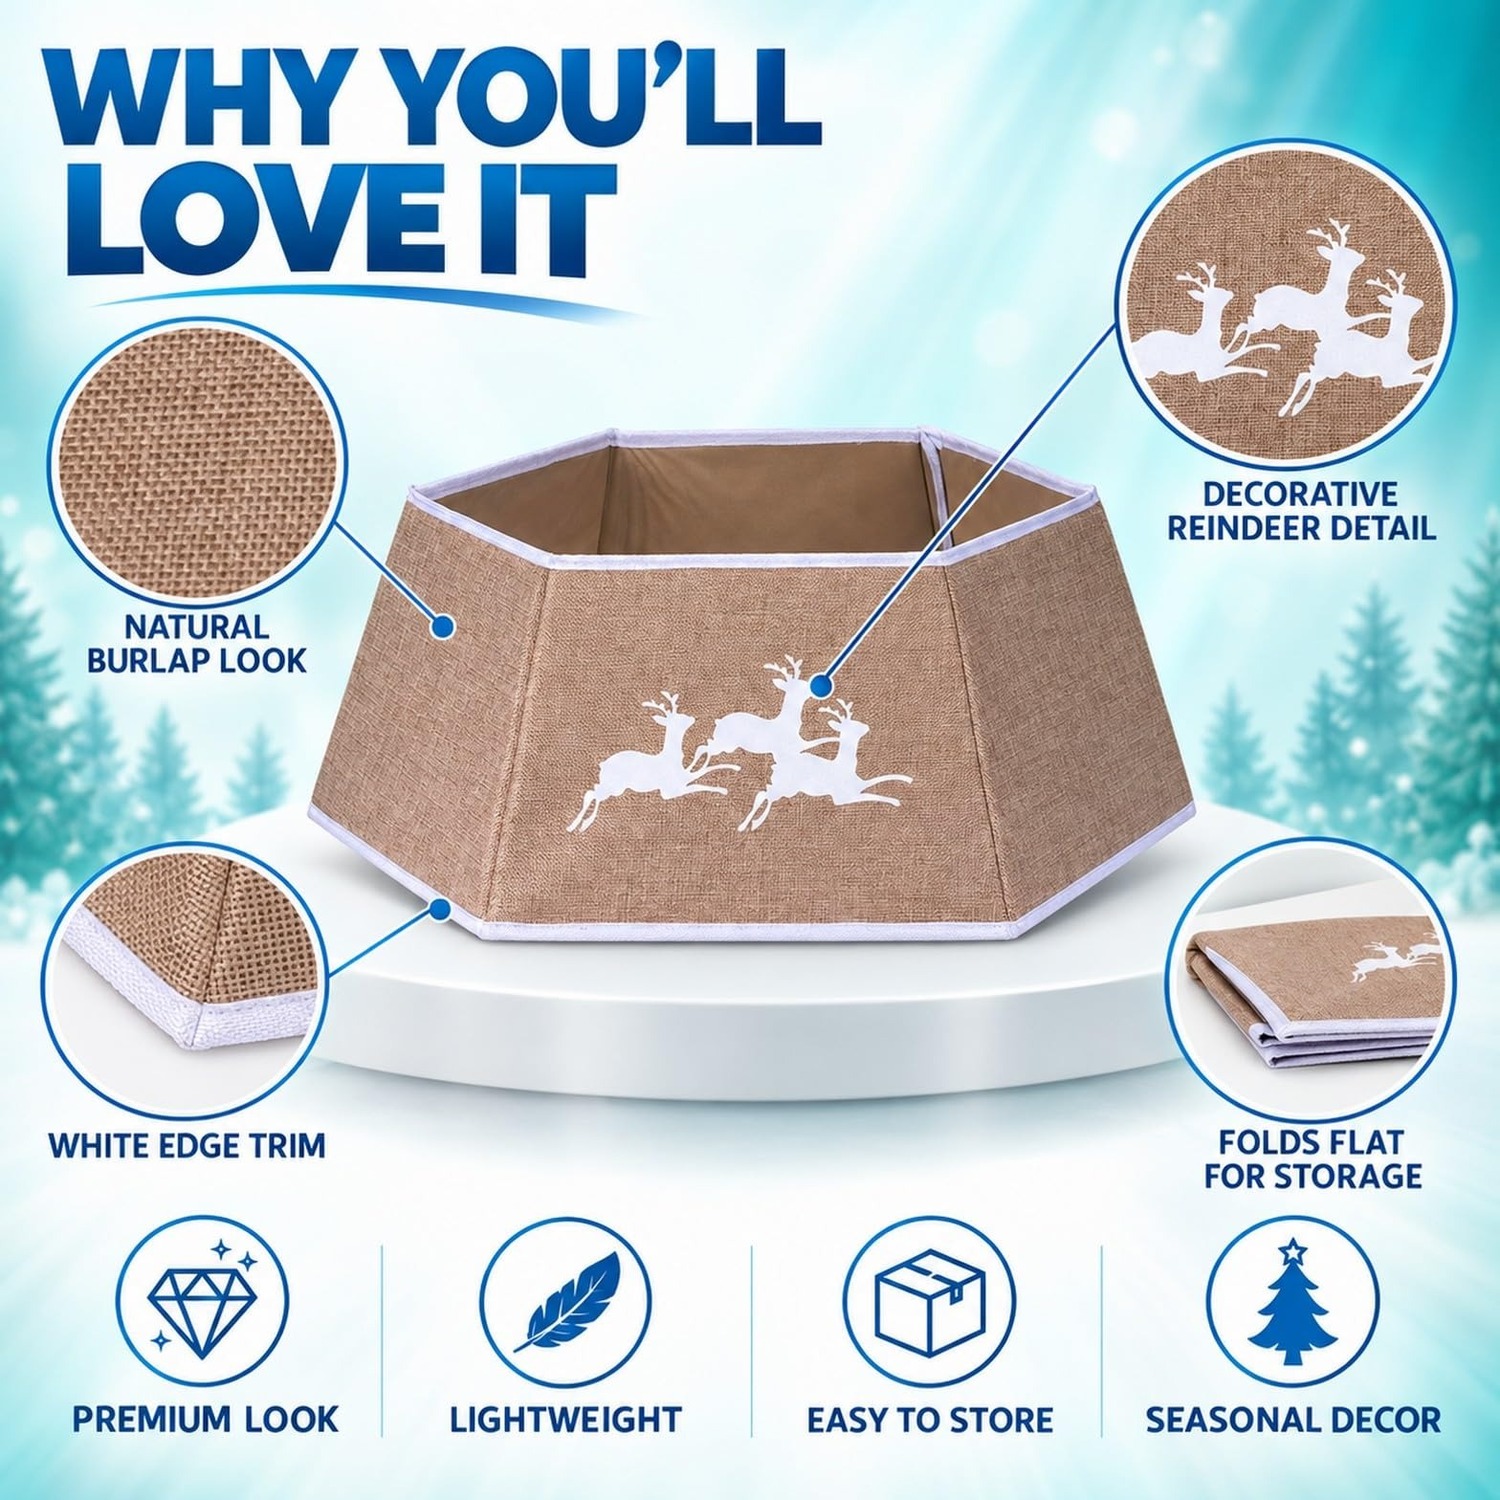 WHY YOU'LL
LOVE IT
NATURAL
BURLAP LOOK
DECORATIVE
REINDEER DETAIL
WHITE EDGE TRIM
FOLDS FLAT
FOR STORAGE
PREMIUM LOOK
LIGHTWEIGHT
EASY TO STORE
SEASONAL DECOR